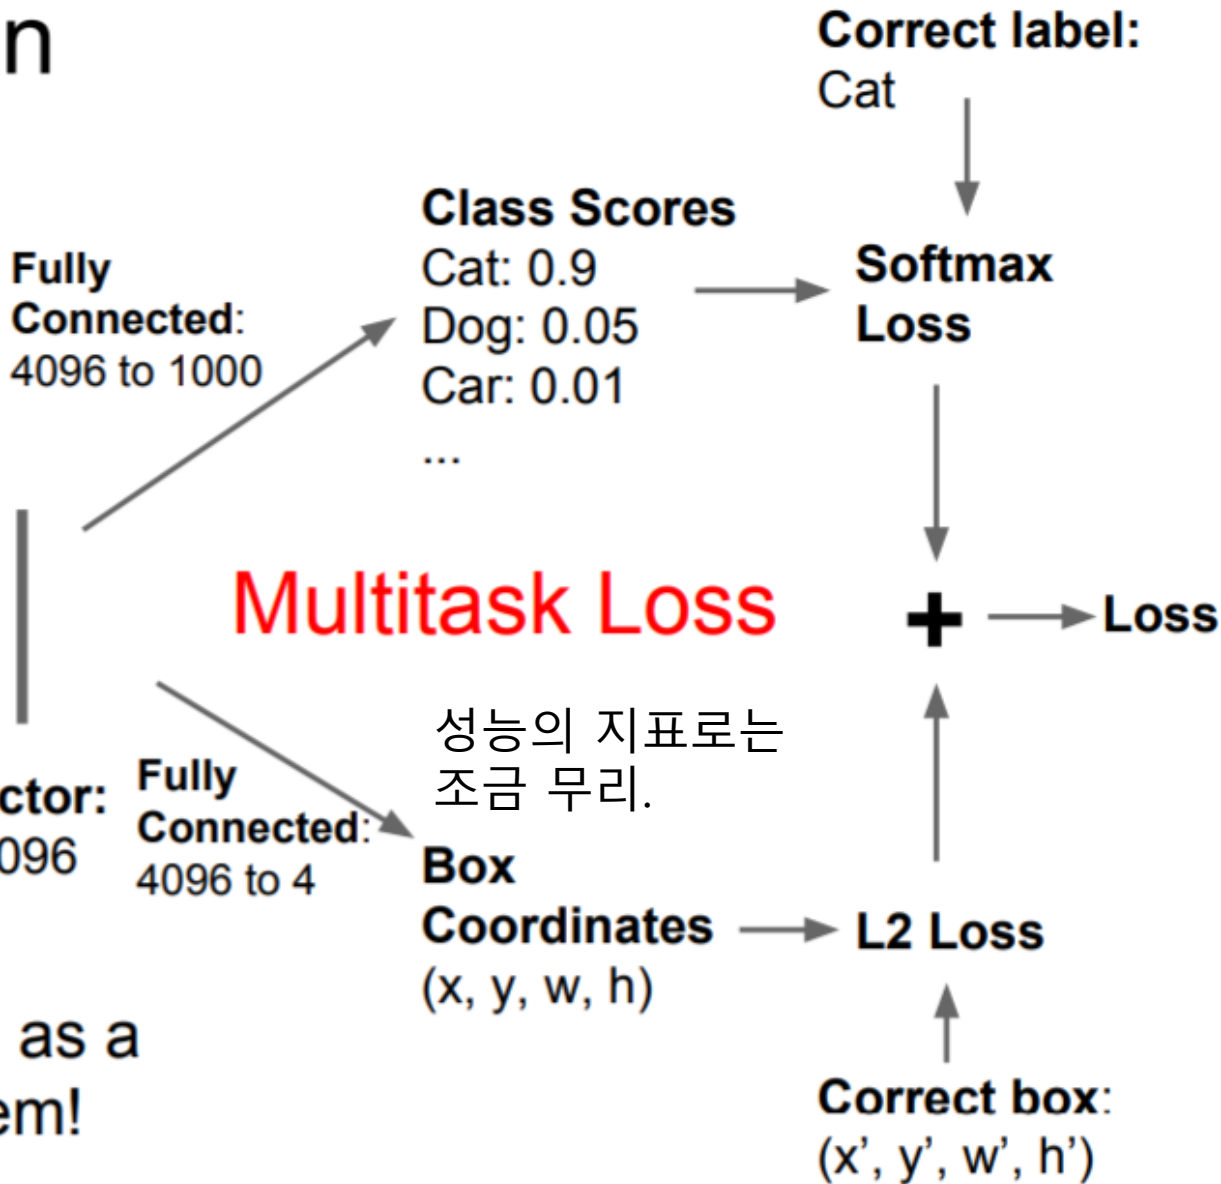 n
Correct label:
Cat
Fully
Connected:
4096 to 1000
Class Scores
Cat: 0.9
Dog: 0.05
Car: 0.01
...
Softmax
Loss
Multitask Loss
+
Loss
성능의 지표로는
조금 무리.
ctor:
096
Fully
Connected:
4096 to 4
Box
Coordinates
(x, y, w, h)
L2 Loss
as a
em!
Correct box:
(x’, y’, w’, h’)